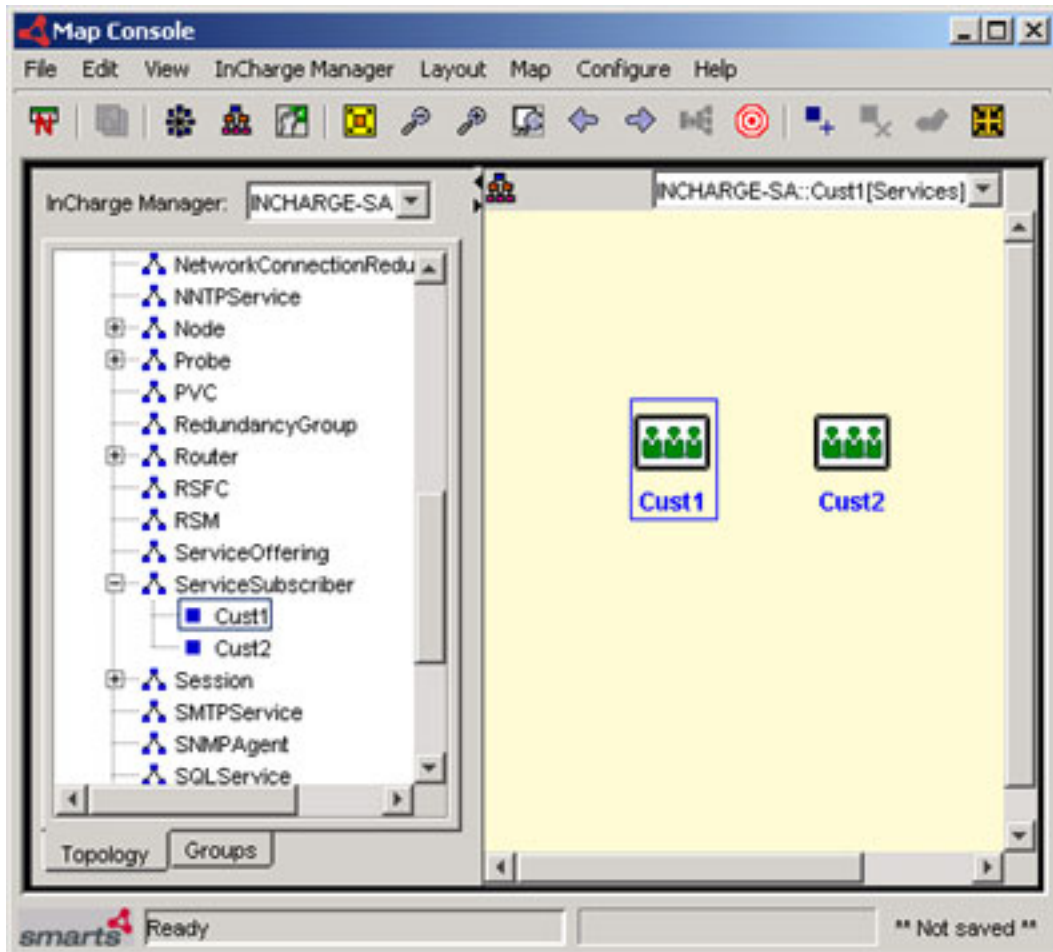 Map Console
File Edit View InCharge Manager Layout Map Configure Help
InCharge Manager: INCHARGE-SA
INCHARGE-SA::Cust1[Services]
NetworkConnectionRedu
NNTPService
Node
Probe
PVC
RedundancyGroup
Router
RSFC
RSM
ServiceOffering
ServiceSubscriber
Cust1
Cust2
Session
SMTPService
SNMPAgent
SQLService
Topology Groups
Cust1 Cust2
smarts Ready ** Not saved **